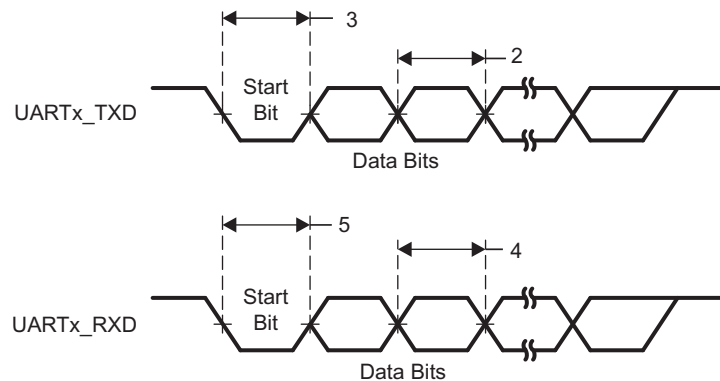 3
2
Start
Bit
UARTx_TXD
Data Bits
5
4
Start
Bit
UARTx_RXD
Data Bits